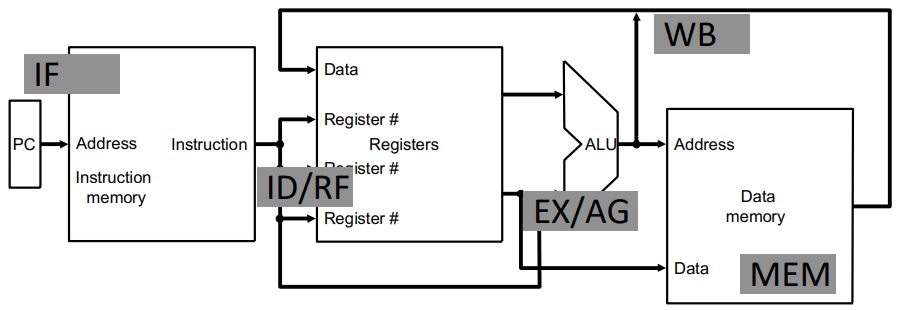 WB
IF
Data
Register #
PC
Address
Instruction
Registers
ALU
Address
Instruction
memory
Register #
ID/RF
Data
memory
EX/AG
Register #
Data
MEM